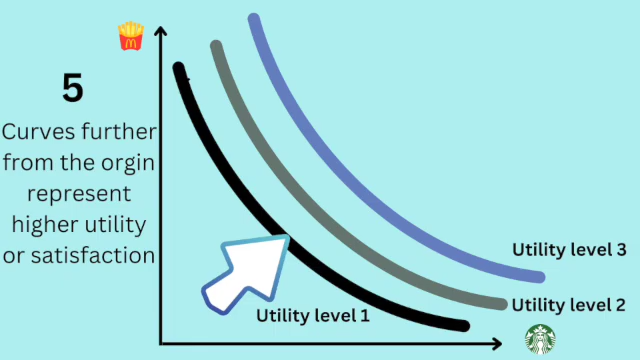 5
Curves further
from the orgin
represent
higher utility
or satisfaction
Utility level 3
Utility level 2
Utility level 1